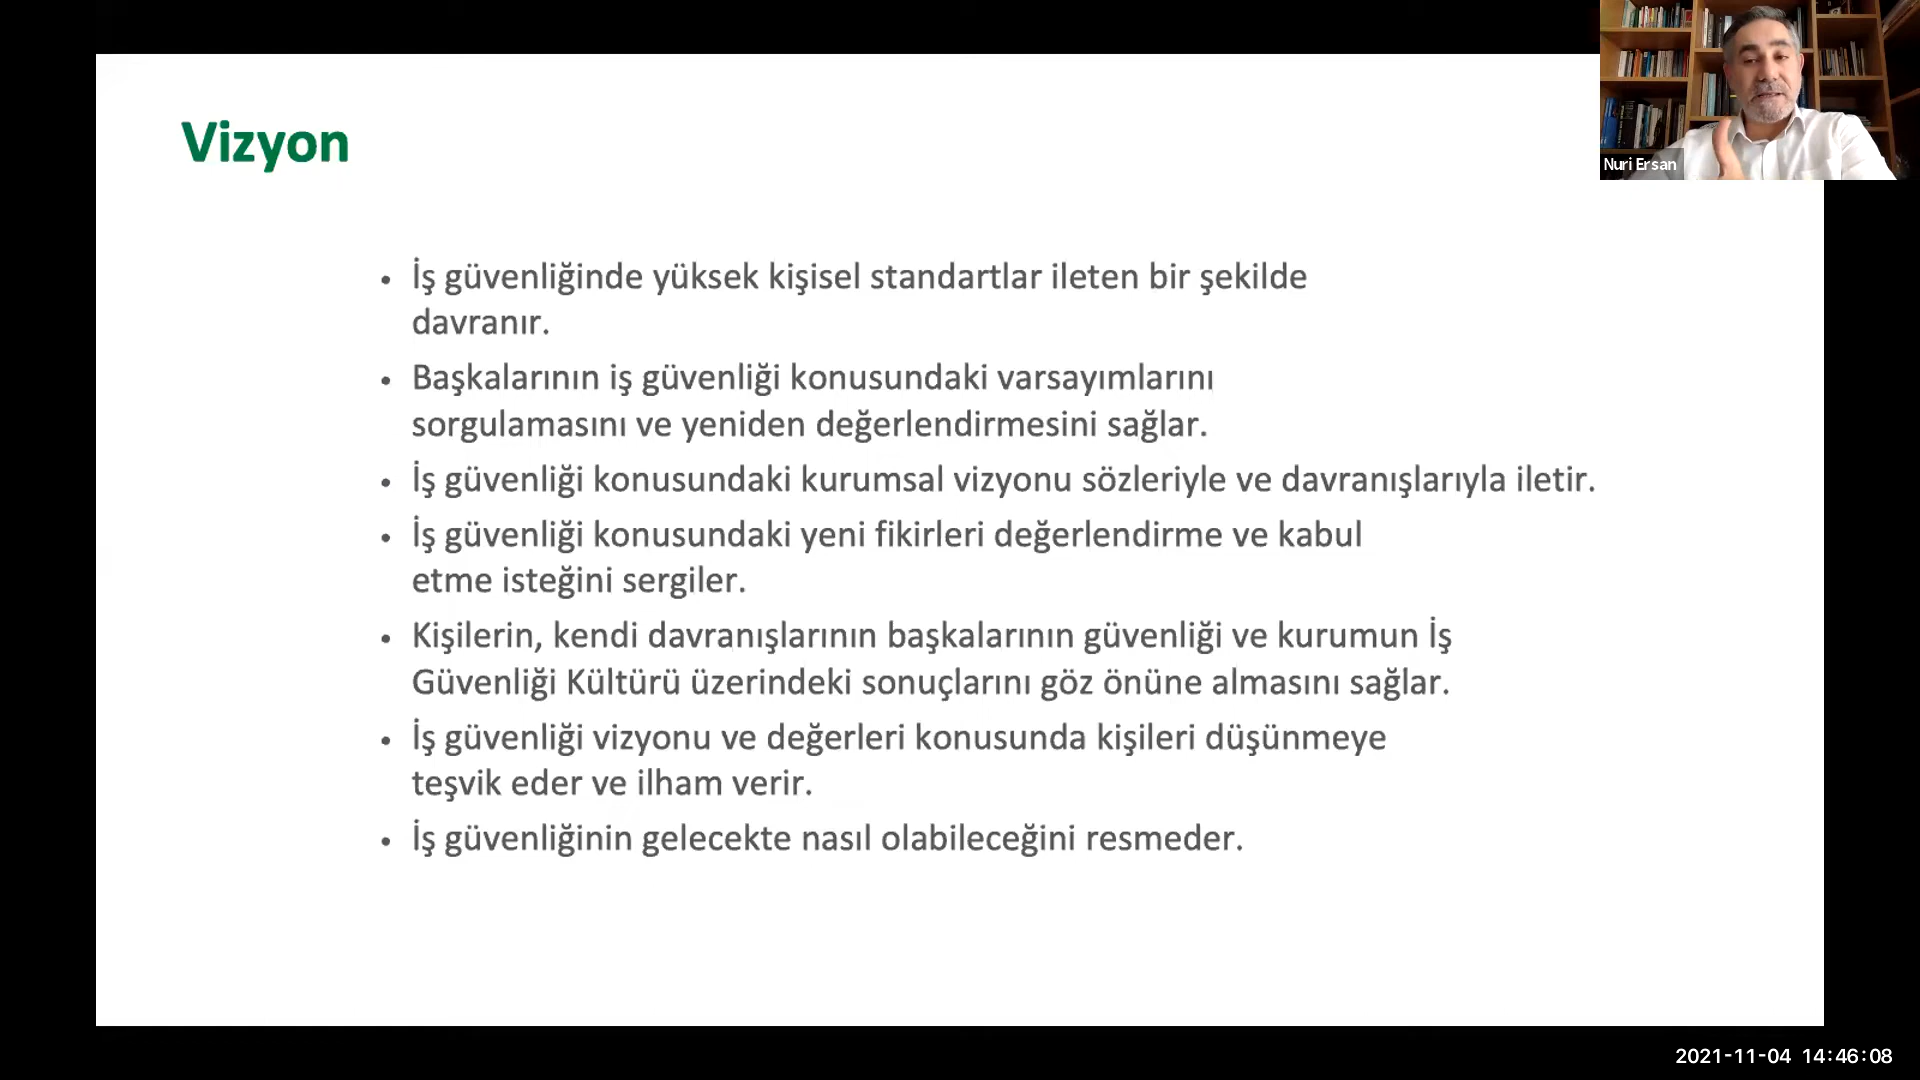 Vizyon
Nuri Ersan
• İş güvenliğinde yüksek kişisel standartlar ileten bir şekilde
davranır.
• Başkalarının iş güvenliği konusundaki varsayımlarını
sorgulamasını ve yeniden değerlendirmesini sağlar.
• İş güvenliği konusundaki kurumsal vizyonu sözleriyle ve davranışlarıyla iletir.
• İş güvenliği konusundaki yeni fikirleri değerlendirme ve kabul
etme isteğini sergiler.
• Kişilerin, kendi davranışlarının başkalarının güvenliği ve kurumun İş
Güvenliği Kültürü üzerindeki sonuçlarını göz önüne almasını sağlar.
• İş güvenliği vizyonu ve değerleri konusunda kişileri düşünmeye
teşvik eder ve ilham verir.
• İş güvenliğinin gelecekte nasıl olabileceğini resmeder.
2021-11-04 14:46:08